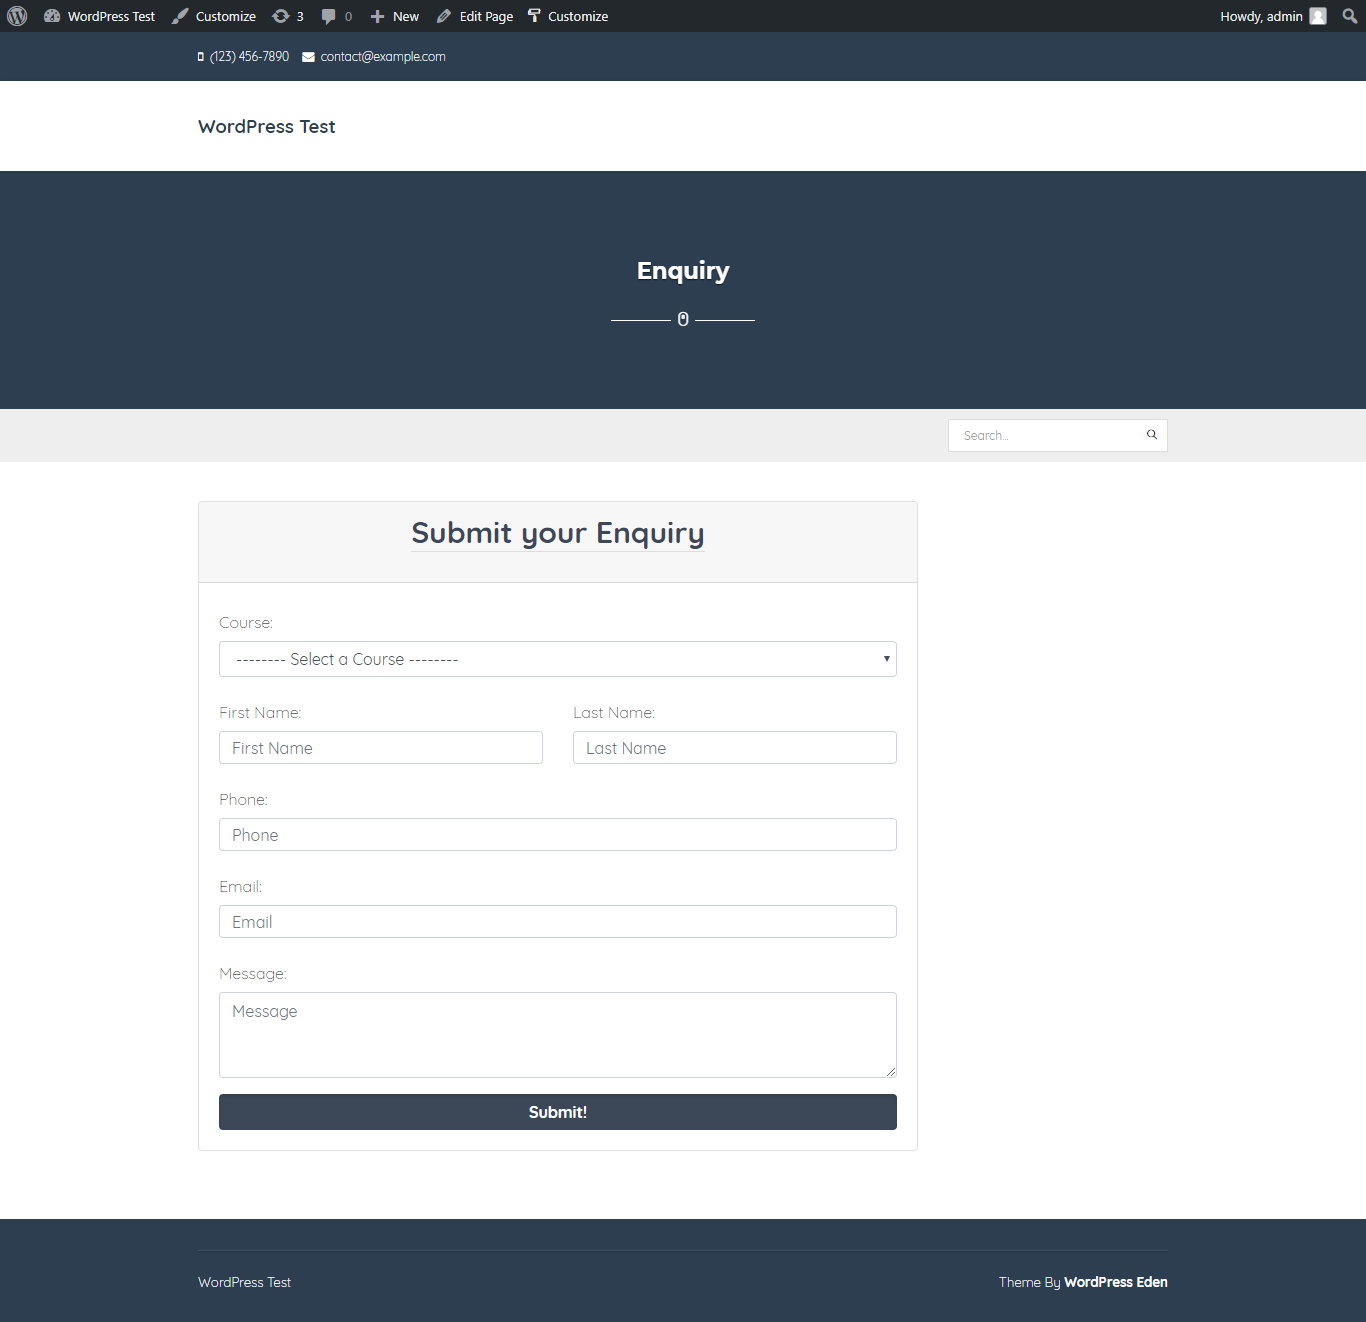 WordPress Test Customize 3 0 New Edit Page Customize Howdy, admin
(123) 456-7890 contact@example.com
WordPress Test
Enquiry
Search...
Submit your Enquiry
Course:
-------- Select a Course --------
First Name: Last Name:
First Name Last Name
Phone:
Phone
Email:
Email
Message:
Message
Submit!
WordPress Test Theme By WordPress Eden